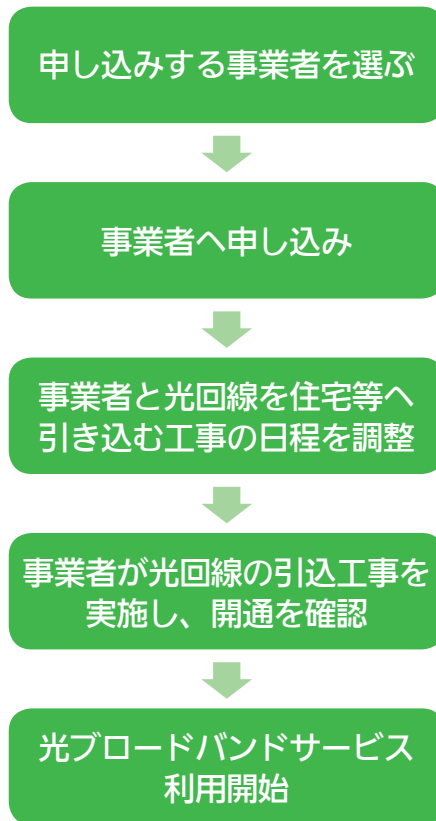 申し込みする事業者を選ぶ
事業者へ申し込み
事業者と光回線を住宅等へ
引き込む工事の日程を調整
事業者が光回線の引込工事を
実施し、開通を確認
光ブロードバンドサービス
利用開始